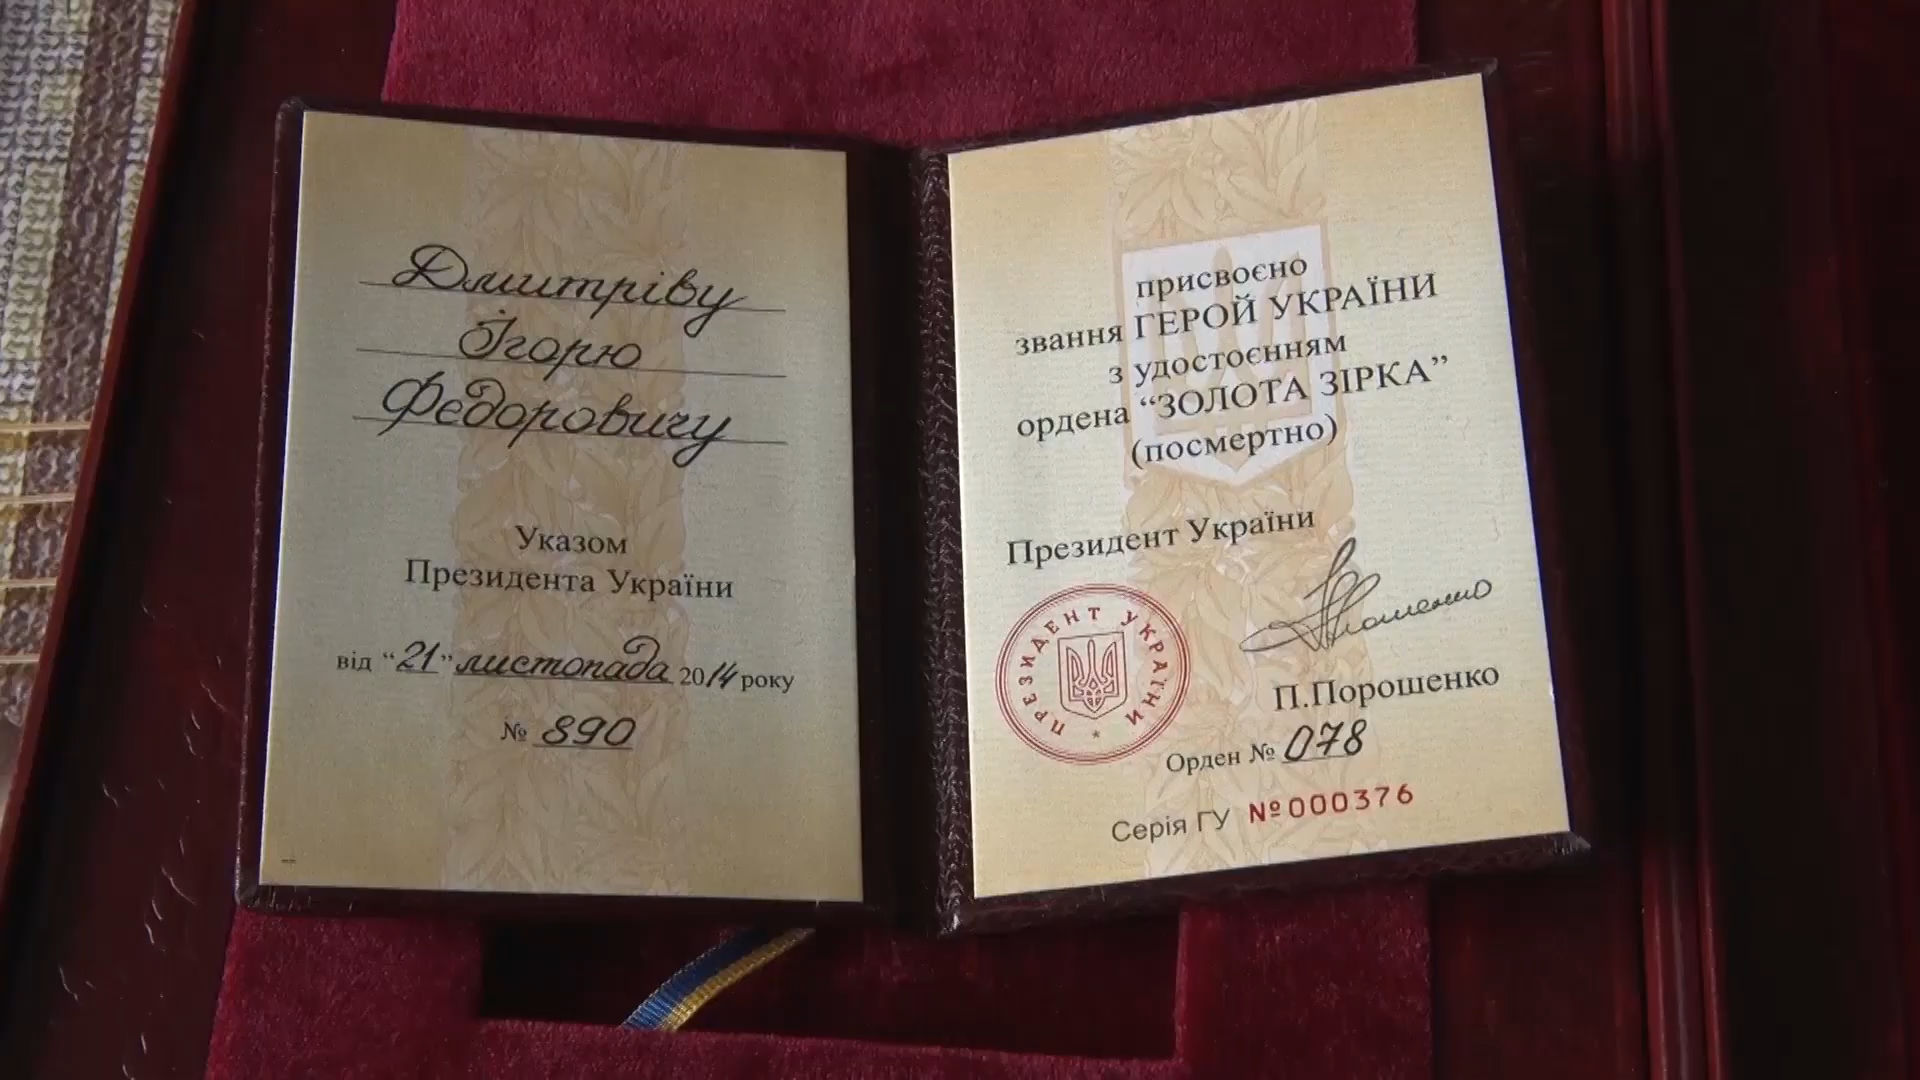 Дмитріву
Ігорю
Федоровичу
Указом
Президента України
від “21” листопада 2014 року
№ 890
присвоєно
звання ГЕРОЙ УКРАЇНИ
з удостоєнням
ордена “ЗОЛОТА ЗІРКА”
(посмертно)
Президент України
ПРЕЗИДЕНТ УКРАЇНИ
П.Порошенко
Орден № 078
Серія ГУ №000376